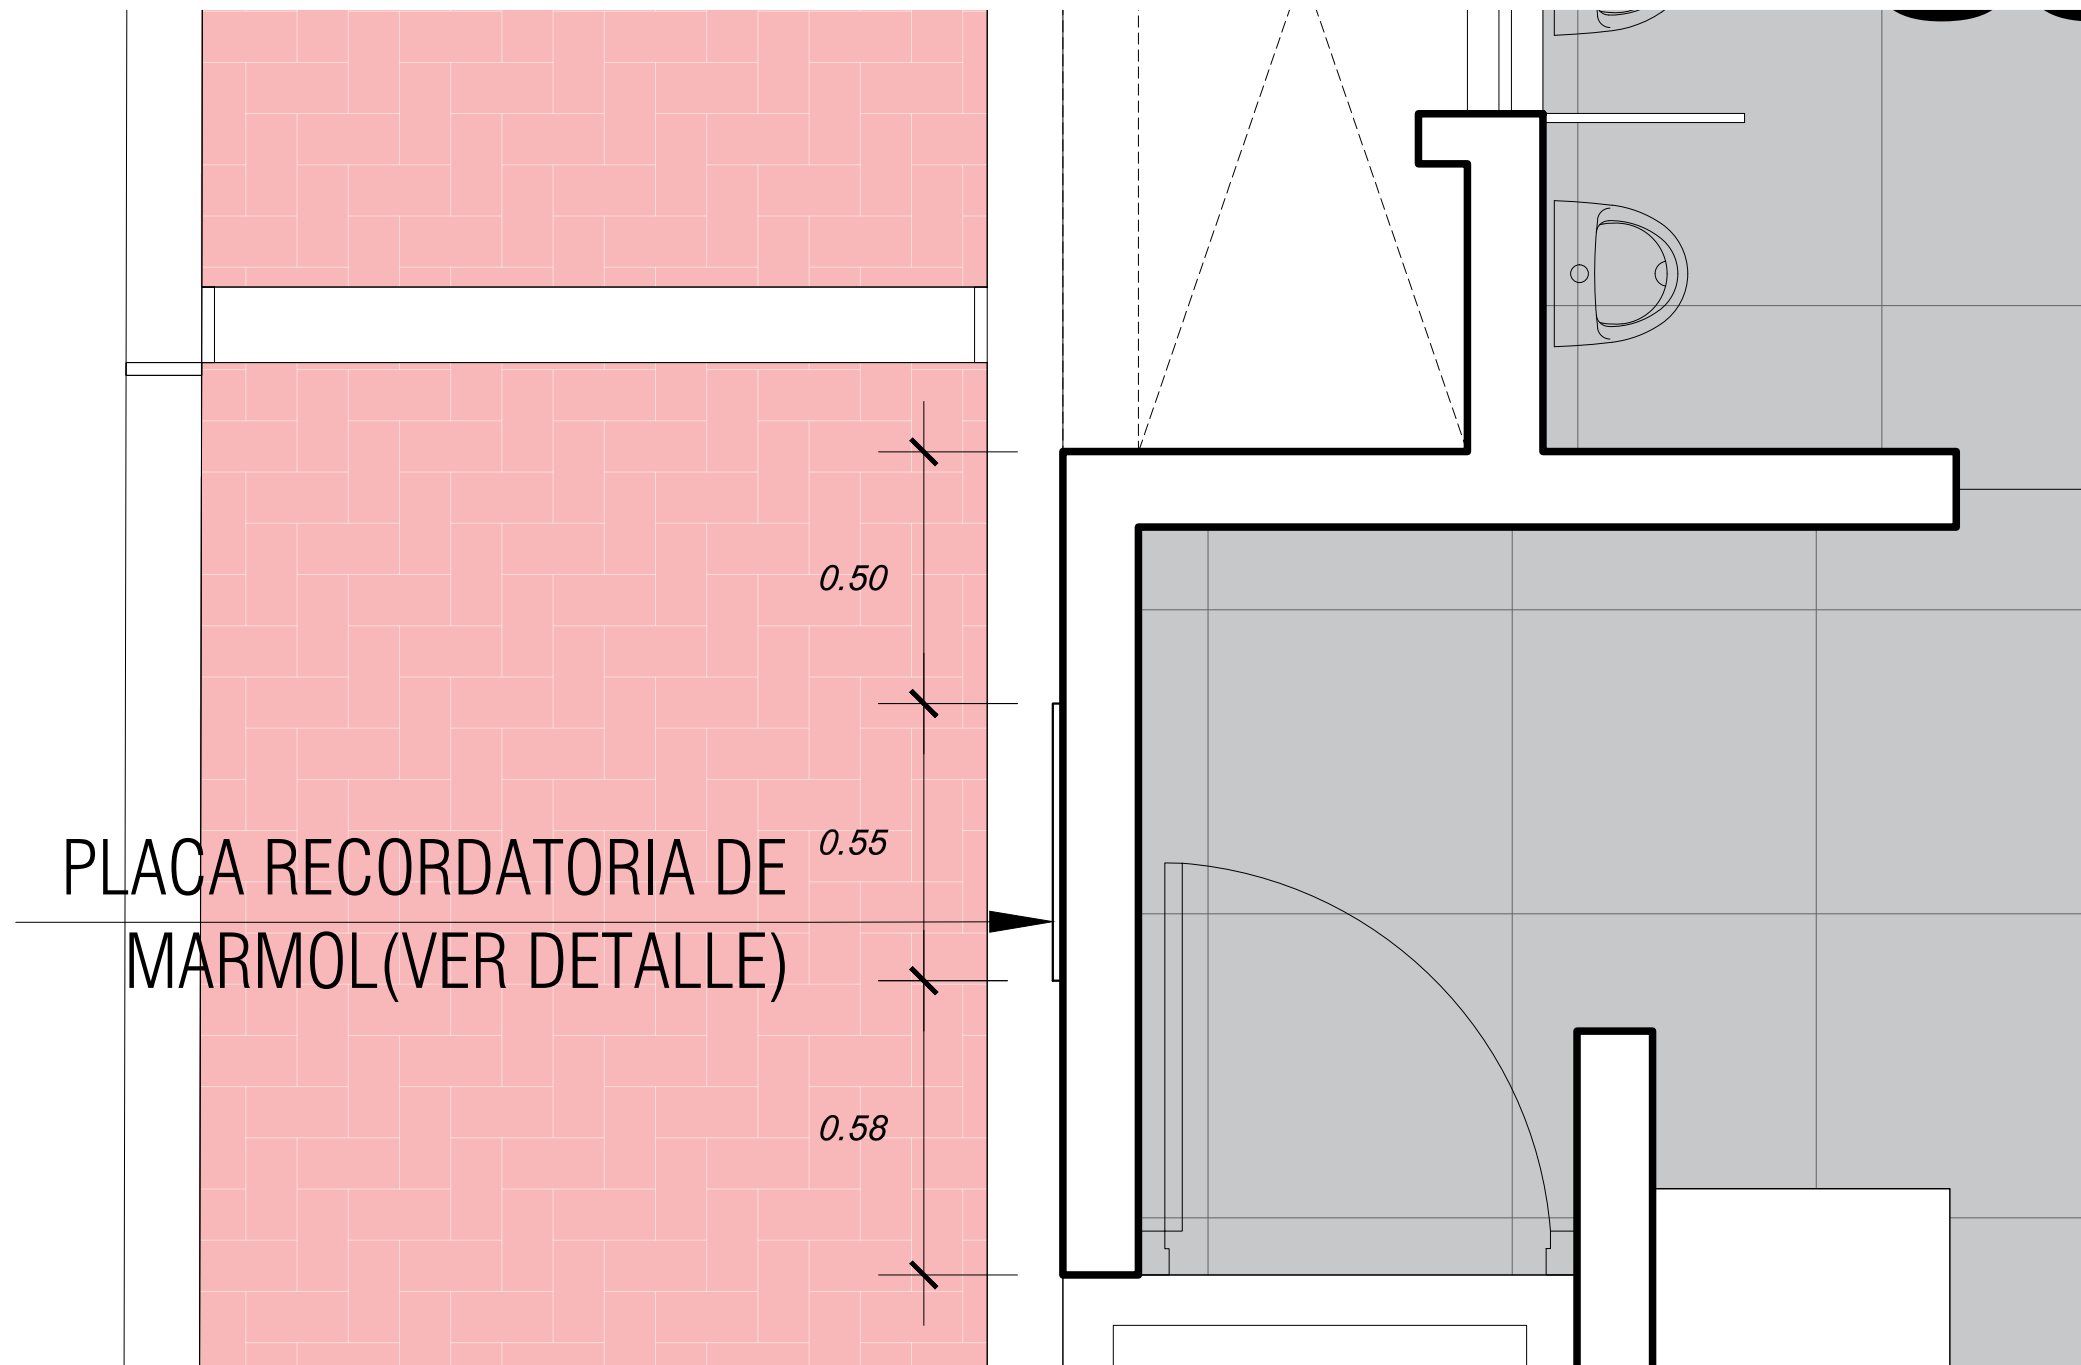 0.50
0.55
PLACA RECORDATORIA DE
MARMOL(VER DETALLE)
0.58